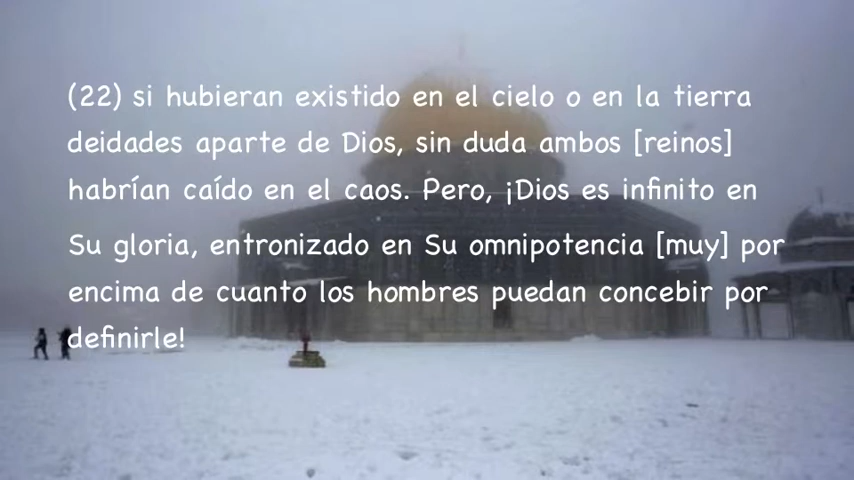 (22) si hubieran existido en el cielo o en la tierra
deidades aparte de Dios, sin duda ambos [reinos]
habrían caído en el caos. Pero, ¡Dios es infinito en
Su gloria, entronizado en Su omnipotencia [muy] por
encima de cuanto los hombres puedan concebir por
definirle!